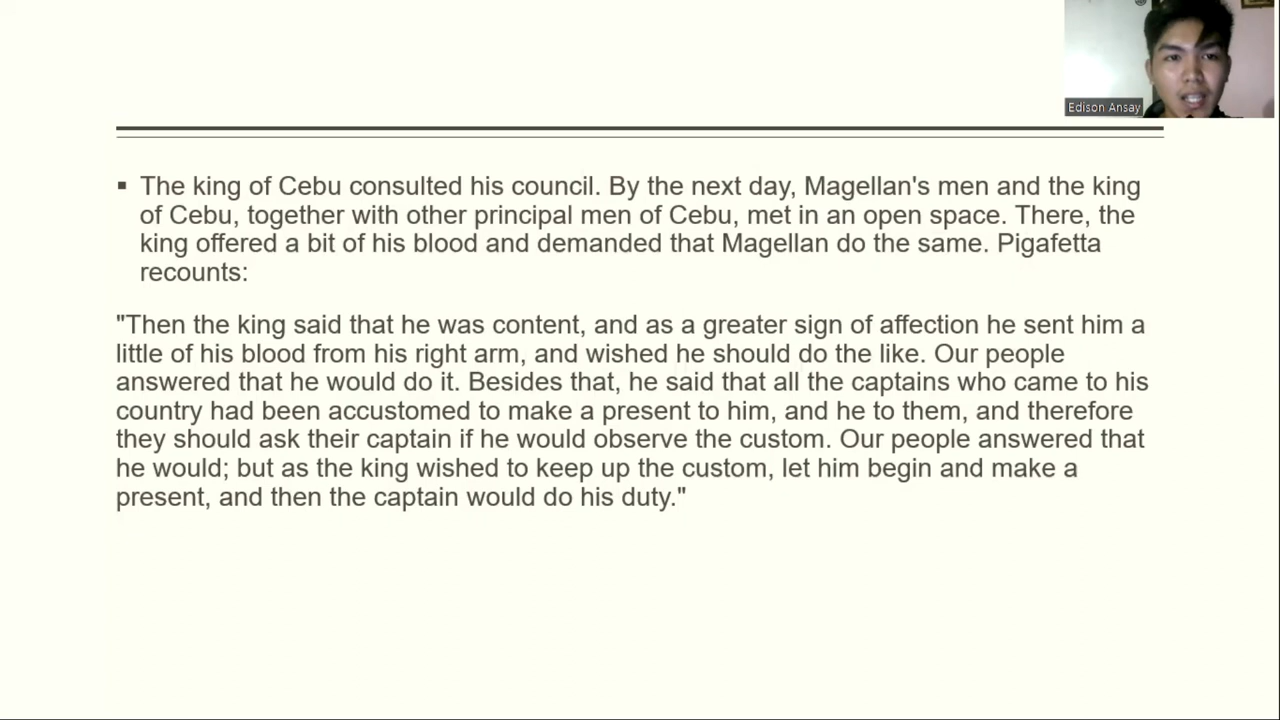 Edison Ansay
▪ The king of Cebu consulted his council. By the next day, Magellan's men and the king
of Cebu, together with other principal men of Cebu, met in an open space. There, the
king offered a bit of his blood and demanded that Magellan do the same. Pigafetta
recounts:
"Then the king said that he was content, and as a greater sign of affection he sent him a
little of his blood from his right arm, and wished he should do the like. Our people
answered that he would do it. Besides that, he said that all the captains who came to his
country had been accustomed to make a present to him, and he to them, and therefore
they should ask their captain if he would observe the custom. Our people answered that
he would; but as the king wished to keep up the custom, let him begin and make a
present, and then the captain would do his duty."